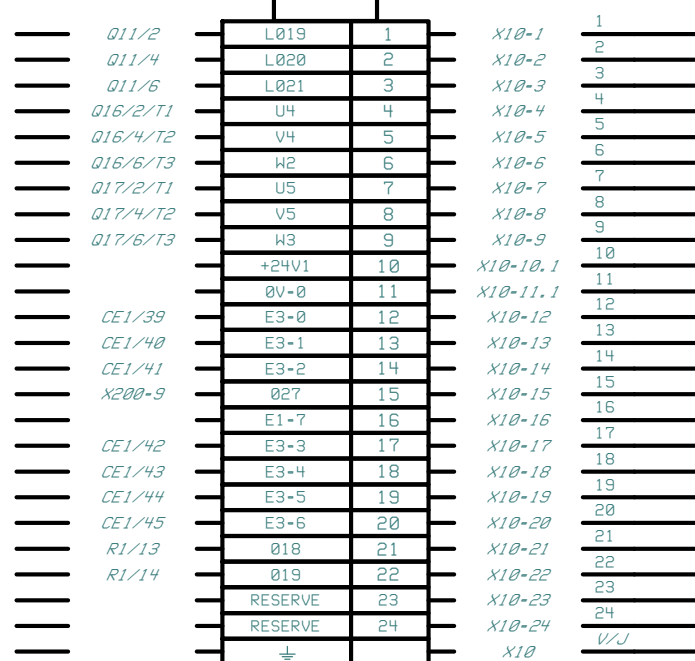 Q11/2 L019 1 X10-1 1
Q11/4 L020 2 X10-2 2
Q11/6 L021 3 X10-3 3
Q16/2/T1 U4 4 X10-4 4
Q16/4/T2 V4 5 X10-5 5
Q16/6/T3 W2 6 X10-6 6
Q17/2/T1 U5 7 X10-7 7
Q17/4/T2 V5 8 X10-8 8
Q17/6/T3 W3 9 X10-9 9
+24V1 10 X10-10.1 10
0V-0 11 X10-11.1 11
CE1/39 E3-0 12 X10-12 12
CE1/40 E3-1 13 X10-13 13
CE1/41 E3-2 14 X10-14 14
X200-9 027 15 X10-15 15
E1-7 16 X10-16 16
CE1/42 E3-3 17 X10-17 17
CE1/43 E3-4 18 X10-18 18
CE1/44 E3-5 19 X10-19 19
CE1/45 E3-6 20 X10-20 20
R1/13 018 21 X10-21 21
R1/14 019 22 X10-22 22
RESERVE 23 X10-23 23
RESERVE 24 X10-24 24
X10 V/J